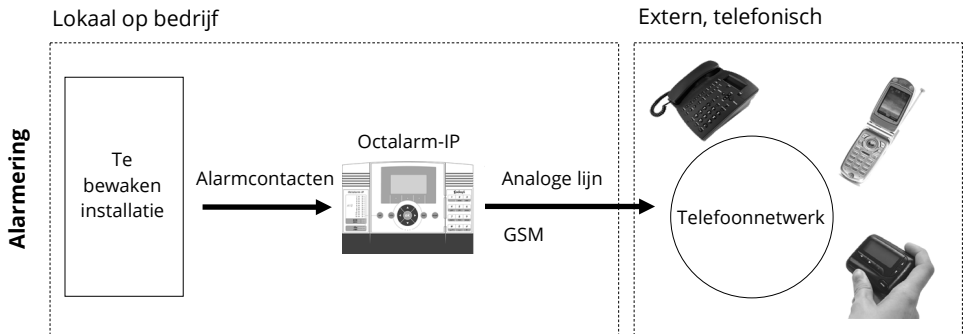 Lokaal op bedrijf
Extern, telefonisch
Alarmering
Te
bewaken
installatie
Alarmcontacten
Octalarm-IP
Analoge lijn
GSM
Telefoonnetwerk